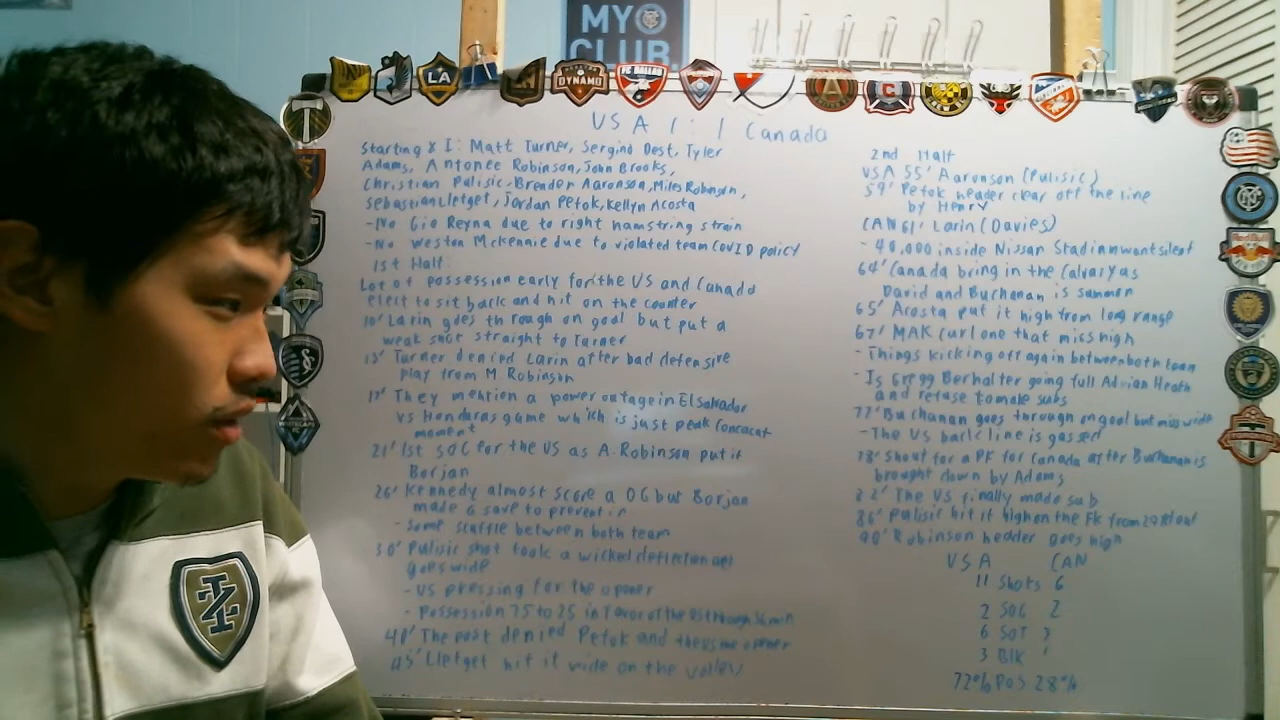 MY
CLUB.
LA
DYNAMO
FC DALLAS
USA 1:1 Canada
Starting XI: Matt Turner, Sergino Dest, Tyler
Adams, Antonee Robinson, John Brooks,
Christian Pulisic, Brenden Aaronson, Miles Robinson,
Sebastian Lletget, Jordan Pefok, Kellyn Acosta
-No Gio Reyna due to right hamstring strain
-No Weston Mckennie due to violated team COVID policy
1st Half:
Lot of possession early for the US and Canada
elect to sit back and hit on the counter
10' Larin goes through on goal but put a
weak shot straight to Turner
13' Turner denied Larin after bad defensive
play from M Robinson
17' They mention a power outage in El Salvador
vs Honduras game which is just peak Concacaf
moment
21' 1st SOG for the US as A. Robinson put it
Borjan
26' Kennedy almost score a OG but Borjan
made a save to prevent it
- Some scuffle between both team
30' Pulisic shot took a wicked deflection and
goes wide
- US pressing for the opener
- Possession 75 to 25 in favor of the US through 36 min
40' The post denied Pefok and the US the opener
45' Lletget hit it wide on the volley
2nd Half
USA 55' Aaronson (Pulisic)
59' Pefok header clear off the line
by Henry
CAN 61' Larin (Davies)
- 40,000 inside Nissan Stadium went silent
64' Canada bring in the Calvary as
David and Buchanan is summon
65' Acosta put it high from long range
67' MAK curl one that miss high
- Things kicking off again between both team
- Is Gregg Berhalter going full Adrian Heath
and refuse to make subs
72' Buchanan goes through on goal but miss wide
- The US back line is gassed
78' Shout for a PK for Canada after Buchanan is
brought down by Adams
82' The US finally made sub
86' Pulisic hit it high on the FK from 29 yd out
90' Robinson header goes high
USA CAN
11 Shots 6
2 SOG 2
6 SOT 3
3 Blk 1
72% Pos 28%